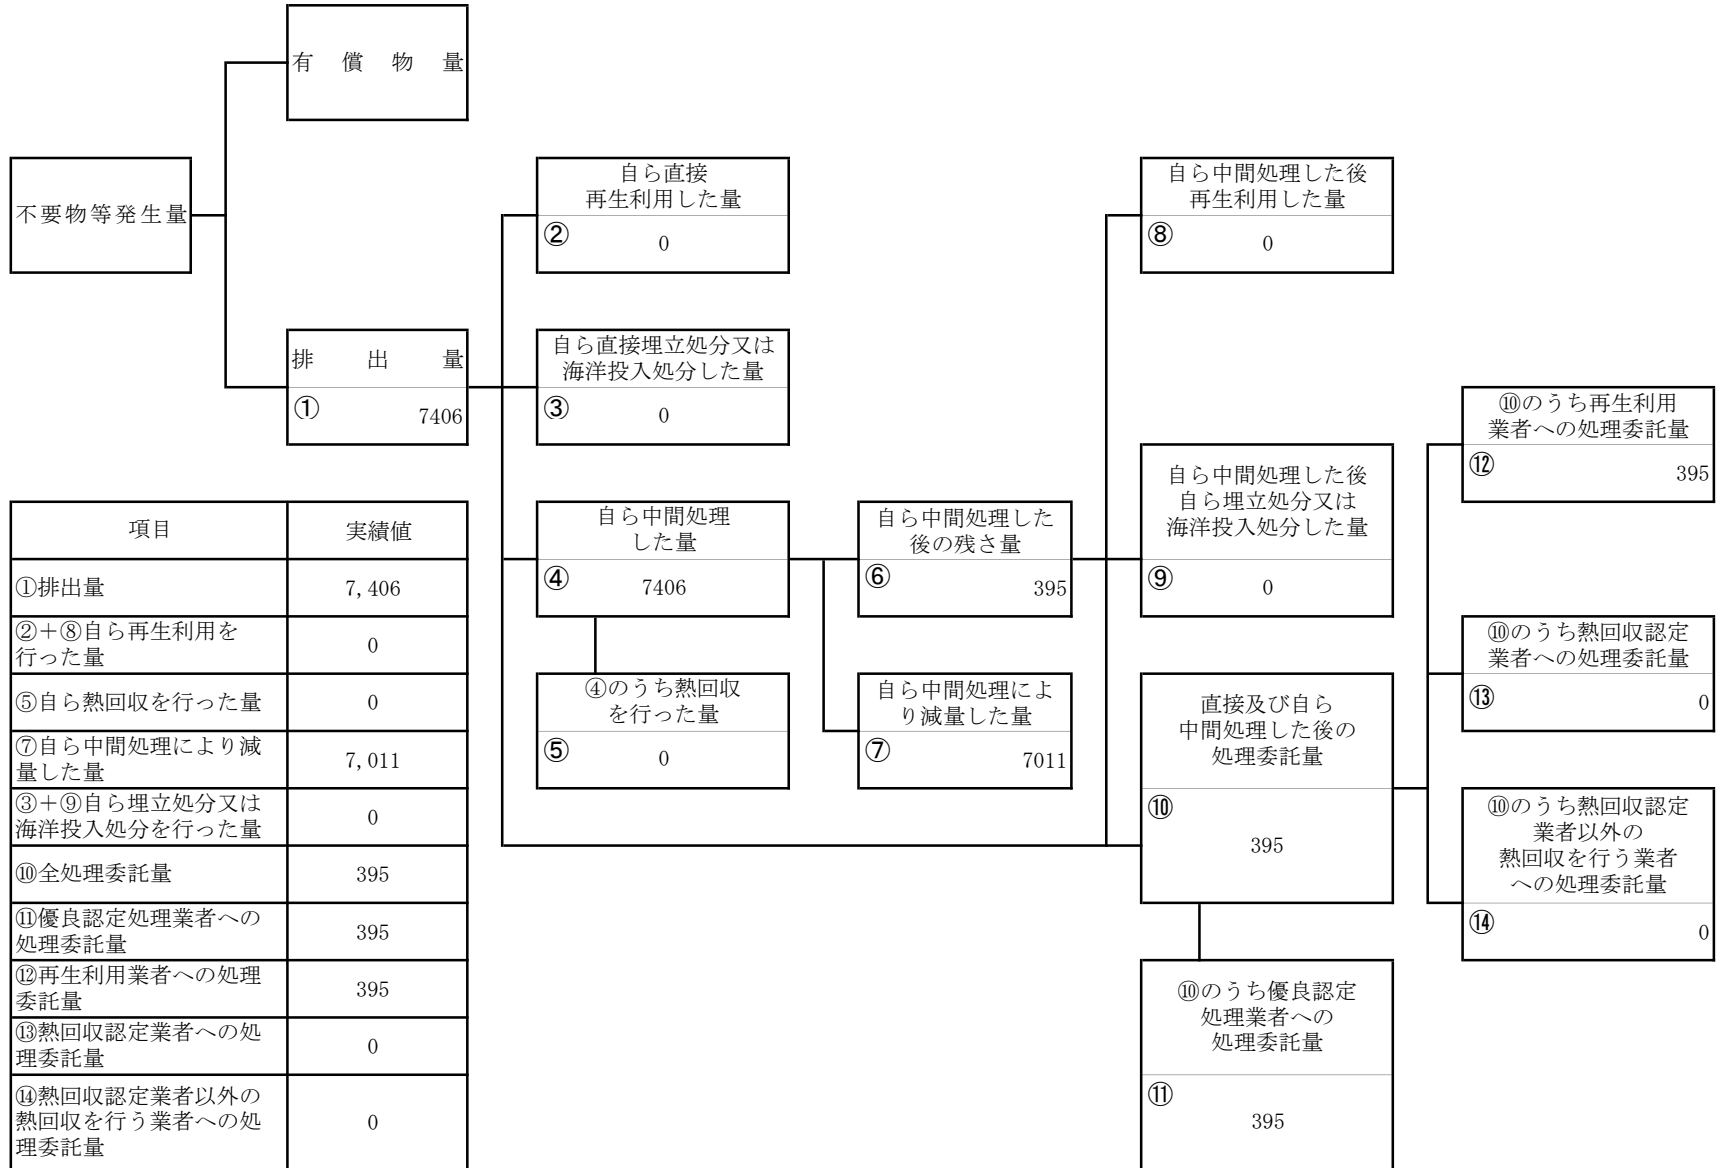 有償物量
不要物等発生量
排出量
① 7406
自ら直接
再生利用した量
② 0
自ら直接埋立処分又は
海洋投入処分した量
③ 0
自ら中間処理
した量
④ 7406
④のうち熱回収
を行った量
⑤ 0
自ら中間処理した
後の残さ量
⑥ 395
自ら中間処理によ
り減量した量
⑦ 7011
自ら中間処理した後
再生利用した量
⑧ 0
自ら中間処理した後
自ら埋立処分又は
海洋投入処分した量
⑨ 0
直接及び自ら
中間処理した後の
処理委託量
⑩
395
⑩のうち優良認定
処理業者への
処理委託量
⑪
395
⑩のうち再生利用
業者への処理委託量
⑫ 395
⑩のうち熱回収認定
業者への処理委託量
⑬ 0
⑩のうち熱回収認定
業者以外の
熱回収を行う業者
への処理委託量
⑭ 0
項目 実績値
①排出量 7,406
②+⑧自ら再生利用を
行った量 0
⑤自ら熱回収を行った量 0
⑦自ら中間処理により減
量した量 7,011
③+⑨自ら埋立処分又は
海洋投入処分を行った量 0
⑩全処理委託量 395
⑪優良認定処理業者への
処理委託量 395
⑫再生利用業者への処理
委託量 395
⑬熱回収認定業者への処
理委託量 0
⑭熱回収認定業者以外の
熱回収を行う業者への処
理委託量 0